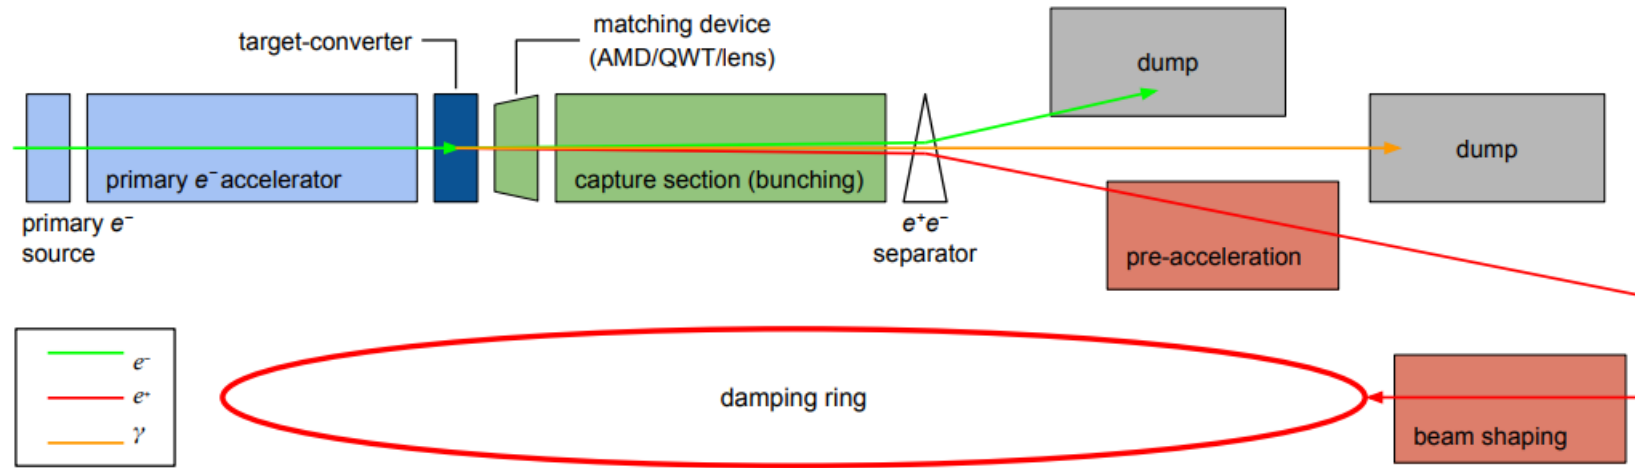 target-converter
matching device
(AMD/QWT/lens)
dump
dump
primary e⁻ accelerator
capture section (bunching)
primary e⁻
source
e⁺e⁻
separator
pre-acceleration
e⁻
e⁺
γ
damping ring
beam shaping